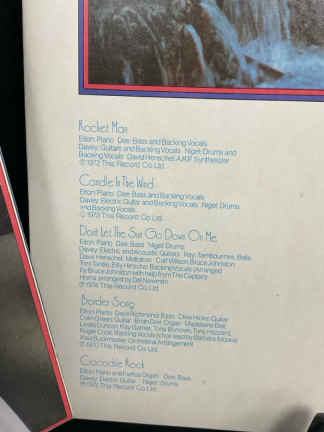 Rocket Man
Elton: Piano Dee: Bass and Backing Vocals
Davey: Guitars and Backing Vocals Nigel: Drums and
Backing Vocals David Henschel: A.R.P. Synthesizer
© 1972 This Record Co. Ltd.
Candle In The Wind
Elton: Piano Dee: Bass and Backing Vocals
Davey: Electric Guitar and Backing Vocals Nigel: Drums
and Backing Vocals
© 1973 This Record Co. Ltd.
Don't Let The Sun Go Down On Me
Elton: Piano Dee: Bass Nigel: Drums
Davey: Electric and Acoustic Guitars Ray: Tambourines, Bells
Dave Henschel: Mellotron Carl Wilson, Bruce Johnston
Toni Tennille, Billy Hinsche: Backing Vocals (Arranged
by Bruce Johnston with help from The Captain)
Horns arranged by Del Newman
© 1974 This Record Co. Ltd.
Border Song
Elton: Piano Dave Richmond: Bass Clive Hicks: Guitar
Colin Green: Guitar Brian Dee: Organ Madeline Bell,
Lesley Duncan, Kay Garner, Tony Burrows, Tony Hazzard,
Roger Cook: Backing Vocals Choir led by Barbara Moore
Paul Buckmaster: Orchestral Arrangement
© 1970 This Record Co. Ltd.
Crocodile Rock
Elton: Piano and Farfisa Organ Dee: Bass
Davey: Electric Guitar Nigel: Drums
© 1972 This Record Co. Ltd.